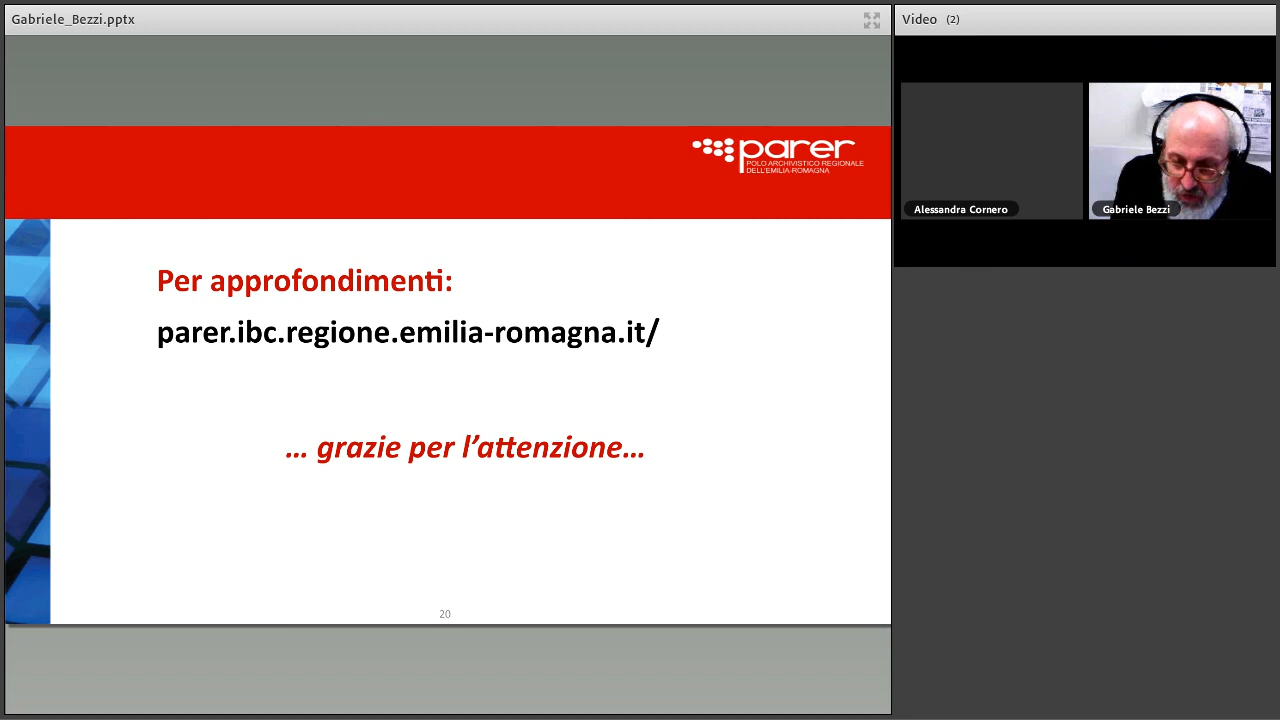 Gabriele_Bezzi.pptx
Video (2)
parer
POLO ARCHIVISTICO REGIONALE
DELL'EMILIA-ROMAGNA
Alessandra Cornero
Gabriele Bezzi
Per approfondimenti:
parer.ibc.regione.emilia-romagna.it/
... grazie per l'attenzione...
20